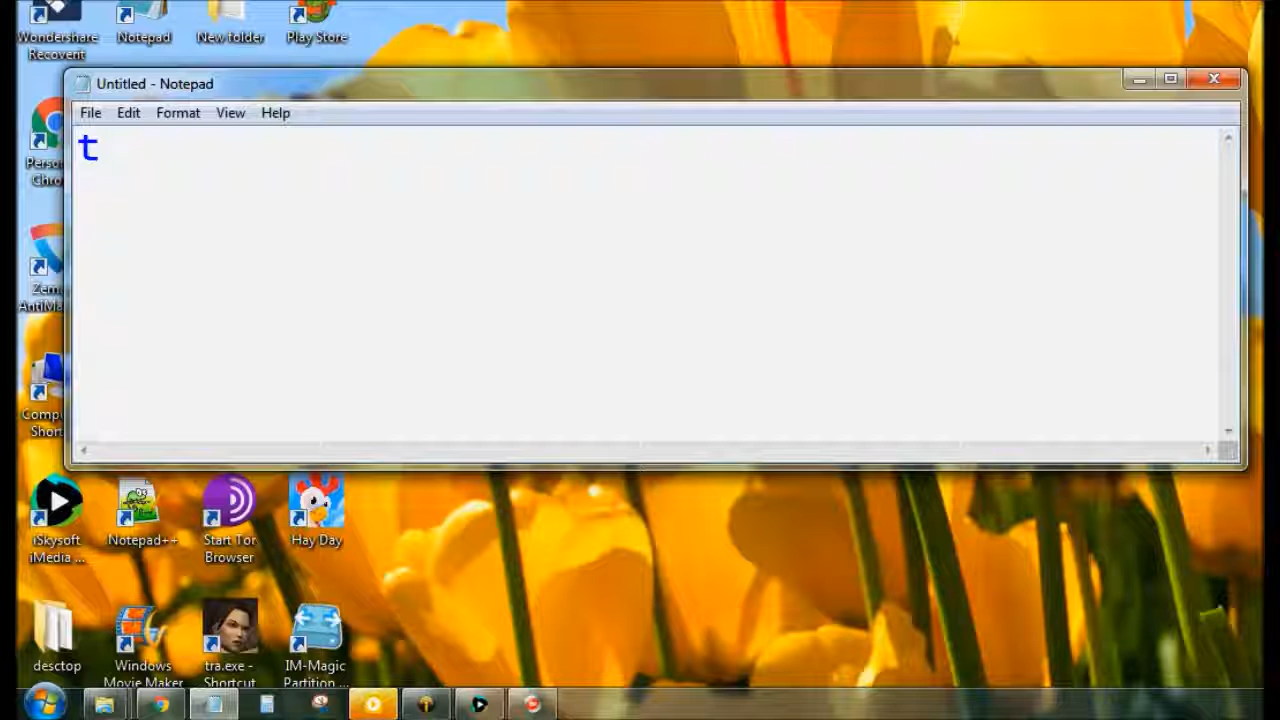 Wondershare
Recoverit
Notepad
New folder
Play Store
Untitled - Notepad
File Edit Format View Help
t
iSkysoft
iMedia ...
Notepad++
Start Tor
Browser
Hay Day
desctop
Windows
Movie Maker
tra.exe -
Shortcut
IM-Magic
Partition ...